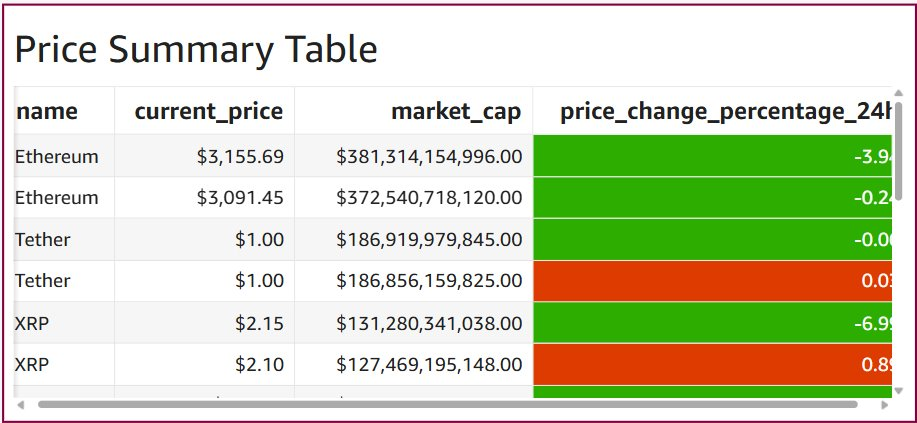 Price Summary Table
name current_price market_cap price_change_percentage_24h
Ethereum $3,155.69 $381,314,154,996.00 -3.94
Ethereum $3,091.45 $372,540,718,120.00 -0.24
Tether $1.00 $186,919,979,845.00 -0.06
Tether $1.00 $186,856,159,825.00 0.03
XRP $2.15 $131,280,341,038.00 -6.99
XRP $2.10 $127,469,195,148.00 0.89